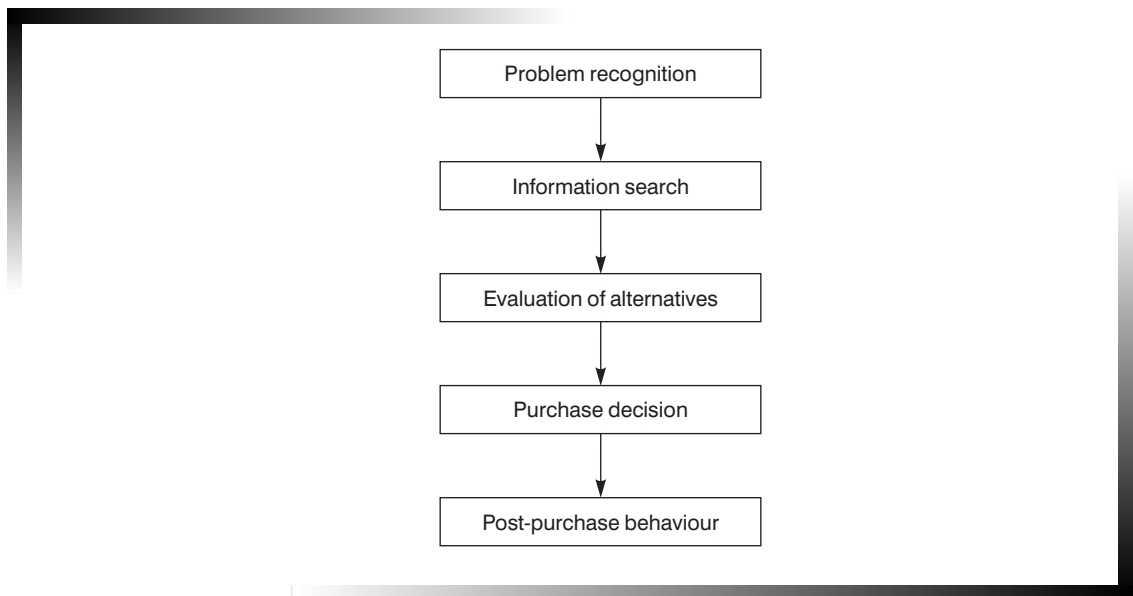 Problem recognition
Information search
Evaluation of alternatives
Purchase decision
Post-purchase behaviour